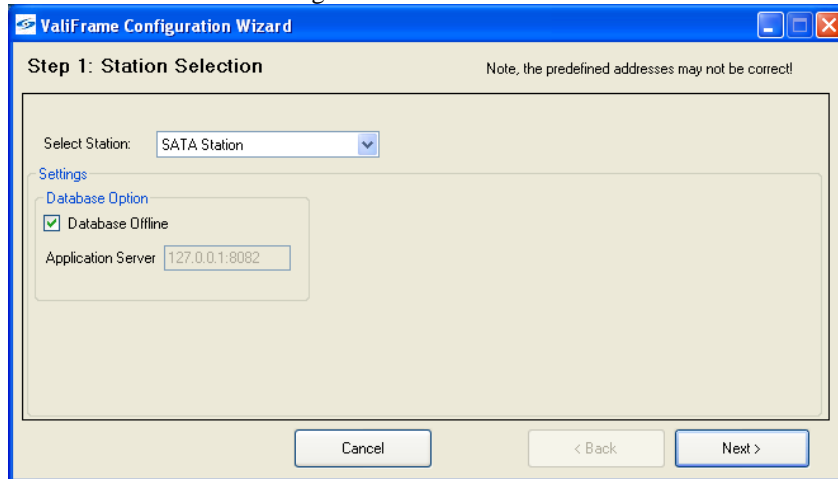 ValiFrame Configuration Wizard
Step 1: Station Selection
Note, the predefined addresses may not be correct!
Select Station: SATA Station
Settings
Database Option
Database Offline
Application Server 127.0.0.1:8082
Cancel
< Back
Next >